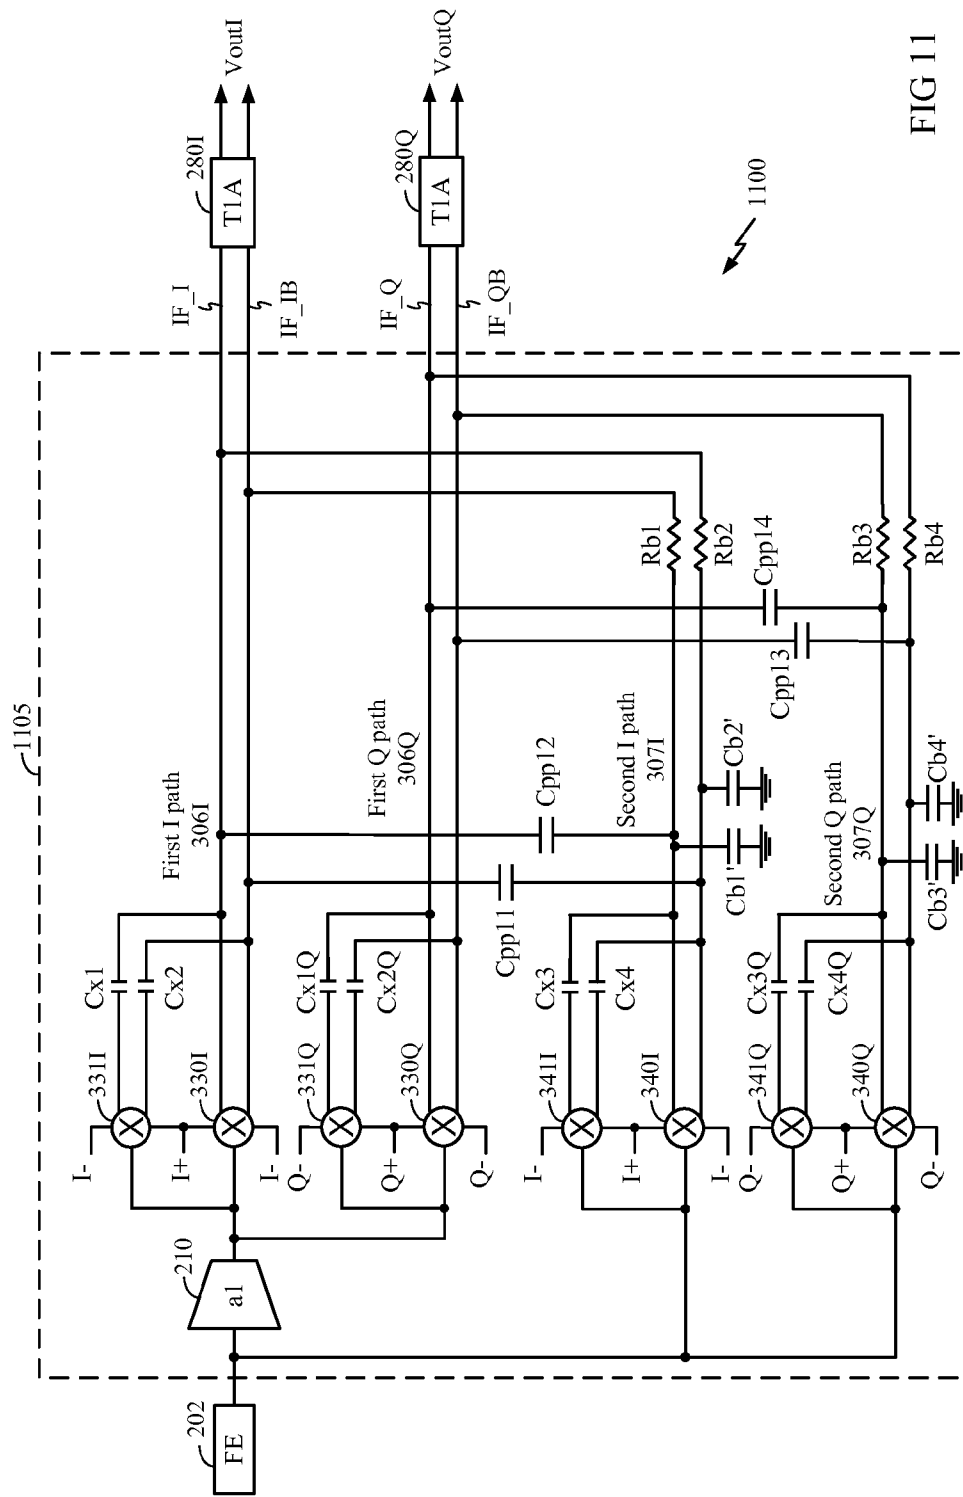 FIG 11
1100
1105
202
FE
210
a1
I-
331I
Cx1
Cx2
I+
330I
I-
First I path
306I
IF_I
IF_IB
280I
T1A
VoutI
Q-
331Q
Cx1Q
Cx2Q
Q+
330Q
Q-
First Q path
306Q
IF_Q
IF_QB
280Q
T1A
VoutQ
Cpp11
Cpp12
I-
341I
Cx3
Cx4
I+
340I
I-
Second I path
307I
Cb1'
Cb2'
Rb1
Rb2
Cpp13
Cpp14
Q-
341Q
Cx3Q
Cx4Q
Q+
340Q
Q-
Second Q path
307Q
Cb3'
Cb4'
Rb3
Rb4